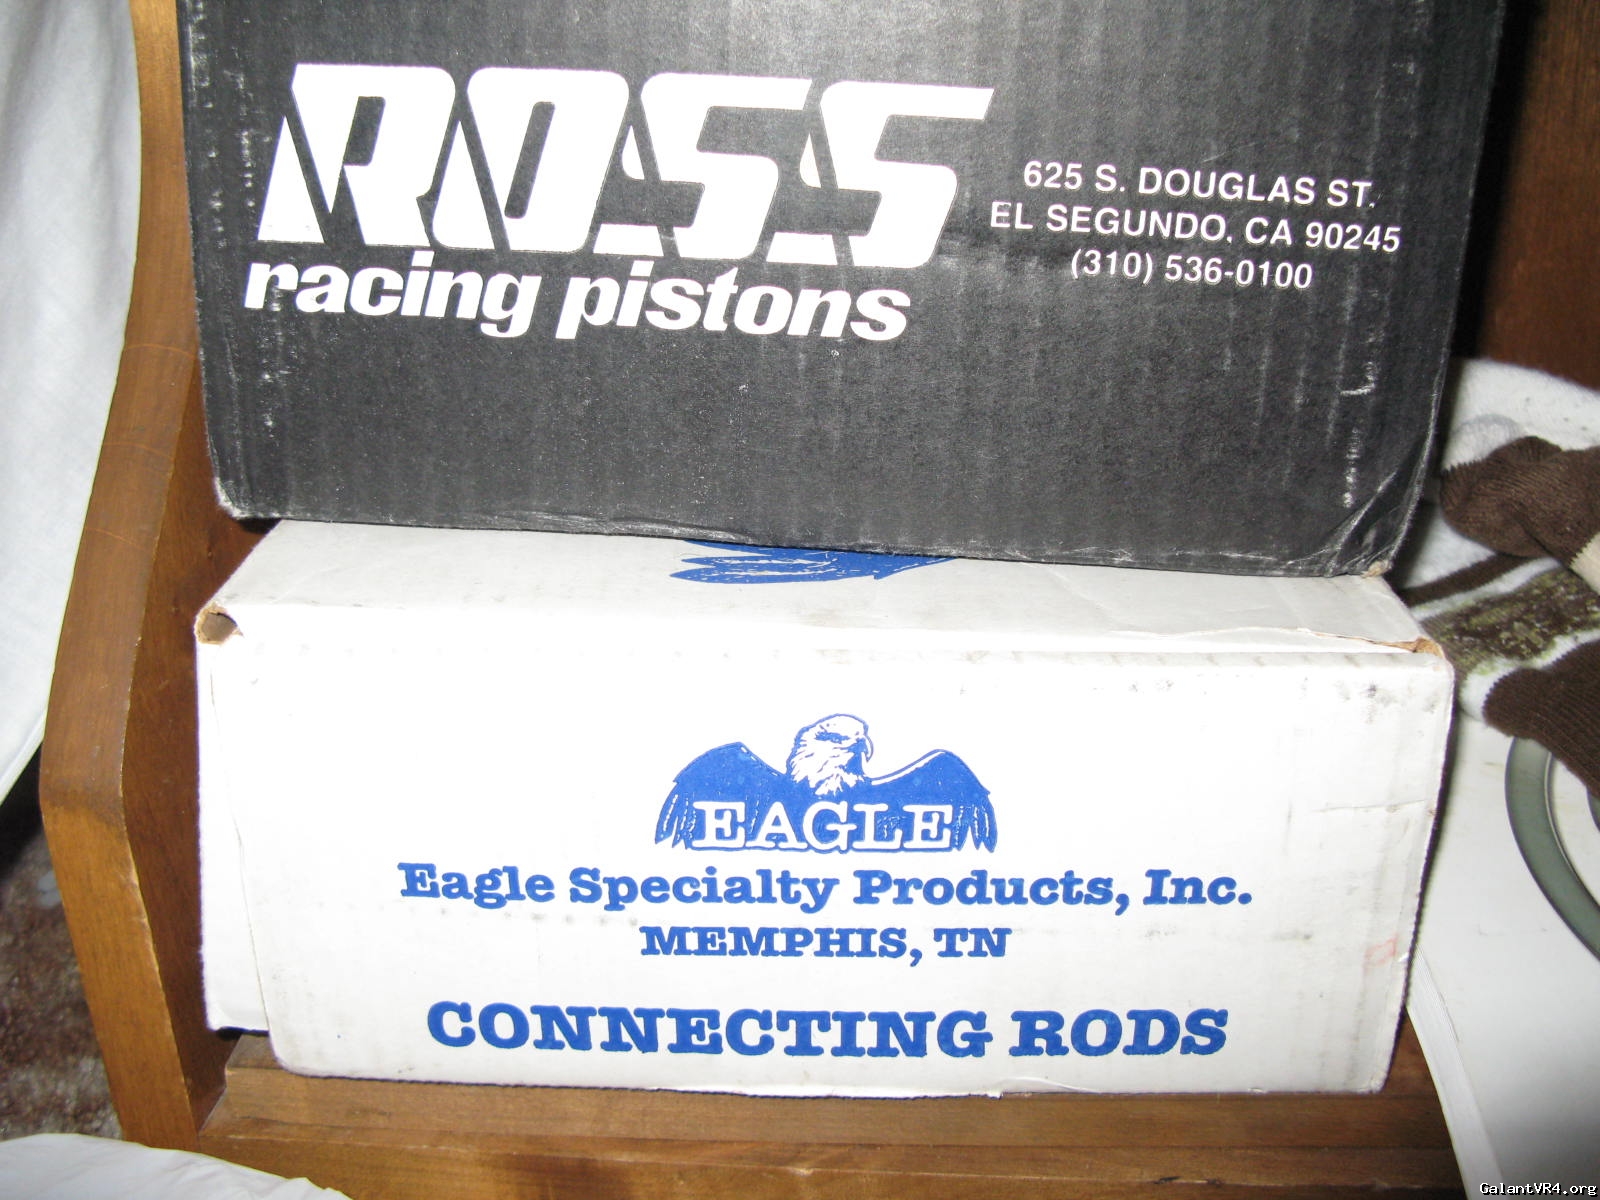 ROSS
racing pistons
625 S. DOUGLAS ST.
EL SEGUNDO, CA 90245
(310) 536-0100
EAGLE
Eagle Specialty Products, Inc.
MEMPHIS, TN
CONNECTING RODS
GalantVR4.org